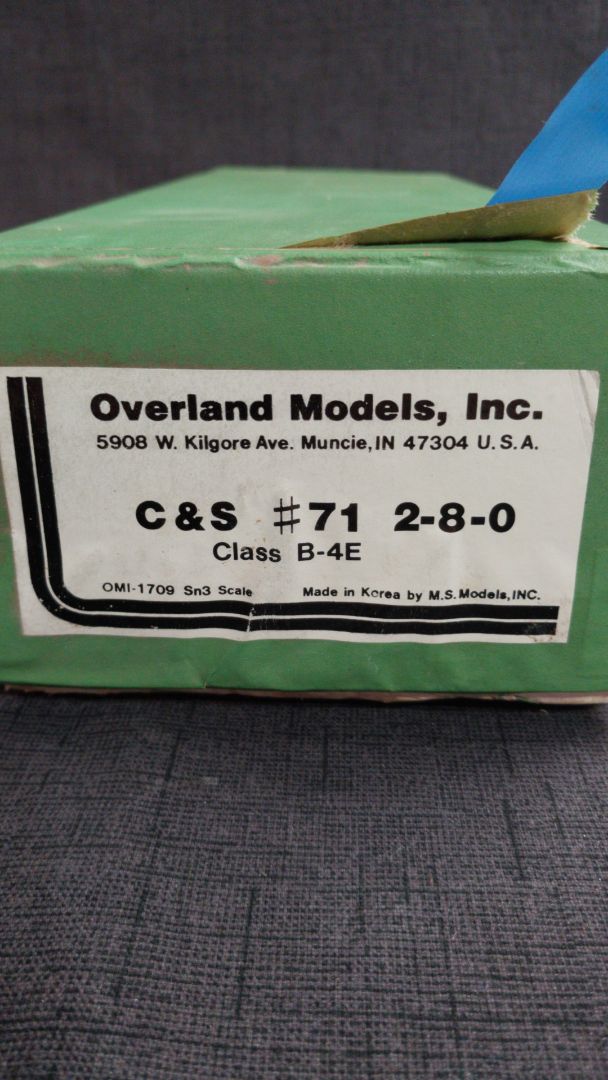 Overland Models, Inc.
5908 W. Kilgore Ave. Muncie, IN 47304 U.S.A.
C&S #71 2-8-0
Class B-4E
OMI-1709 Sn3 Scale Made in Korea by M.S. Models, INC.